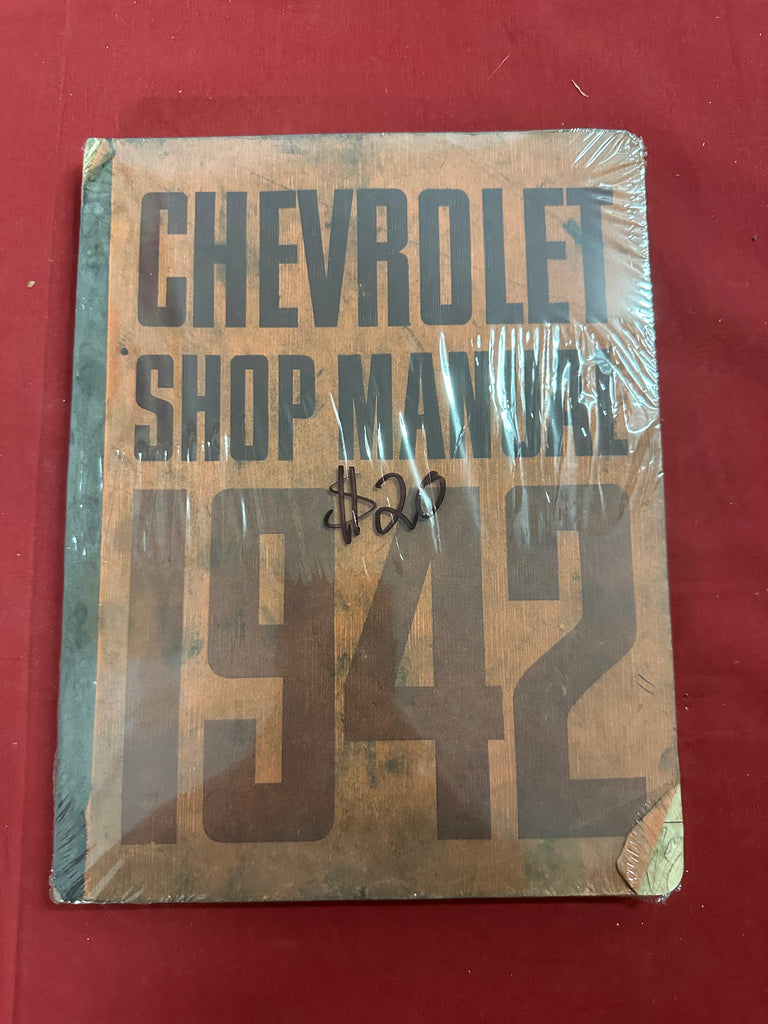 CHEVROLET
SHOP MANUAL
$20
1942